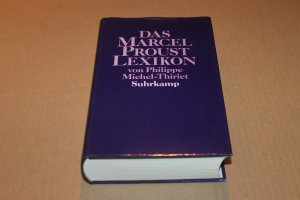 DAS
MARCEL
PROUST
LEXIKON
von Philippe
Michel-Thiriet
Suhrkamp